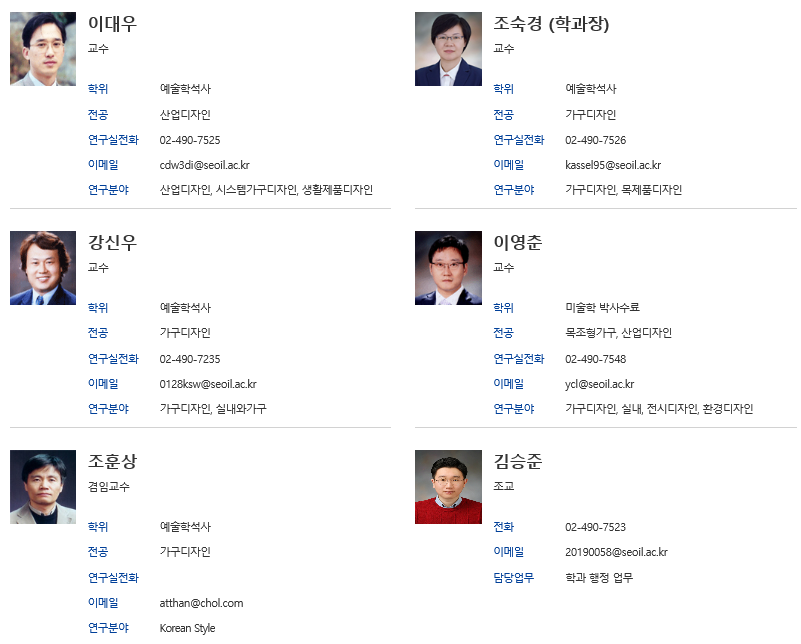 이대우
교수
학위 예술학석사
전공 산업디자인
연구실전화 02-490-7525
이메일 cdw3di@seoil.ac.kr
연구분야 산업디자인, 시스템가구디자인, 생활제품디자인
조숙경 (학과장)
교수
학위 예술학석사
전공 가구디자인
연구실전화 02-490-7526
이메일 kassel95@seoil.ac.kr
연구분야 가구디자인, 목제품디자인
강신우
교수
학위 예술학석사
전공 가구디자인
연구실전화 02-490-7235
이메일 0128ksw@seoil.ac.kr
연구분야 가구디자인, 실내와가구
이영춘
교수
학위 미술학 박사수료
전공 목조형가구, 산업디자인
연구실전화 02-490-7548
이메일 ycl@seoil.ac.kr
연구분야 가구디자인, 실내, 전시디자인, 환경디자인
조훈상
겸임교수
학위 예술학석사
전공 가구디자인
연구실전화
이메일 atthan@chol.com
연구분야 Korean Style
김승준
조교
전화 02-490-7523
이메일 20190058@seoil.ac.kr
담당업무 학과 행정 업무